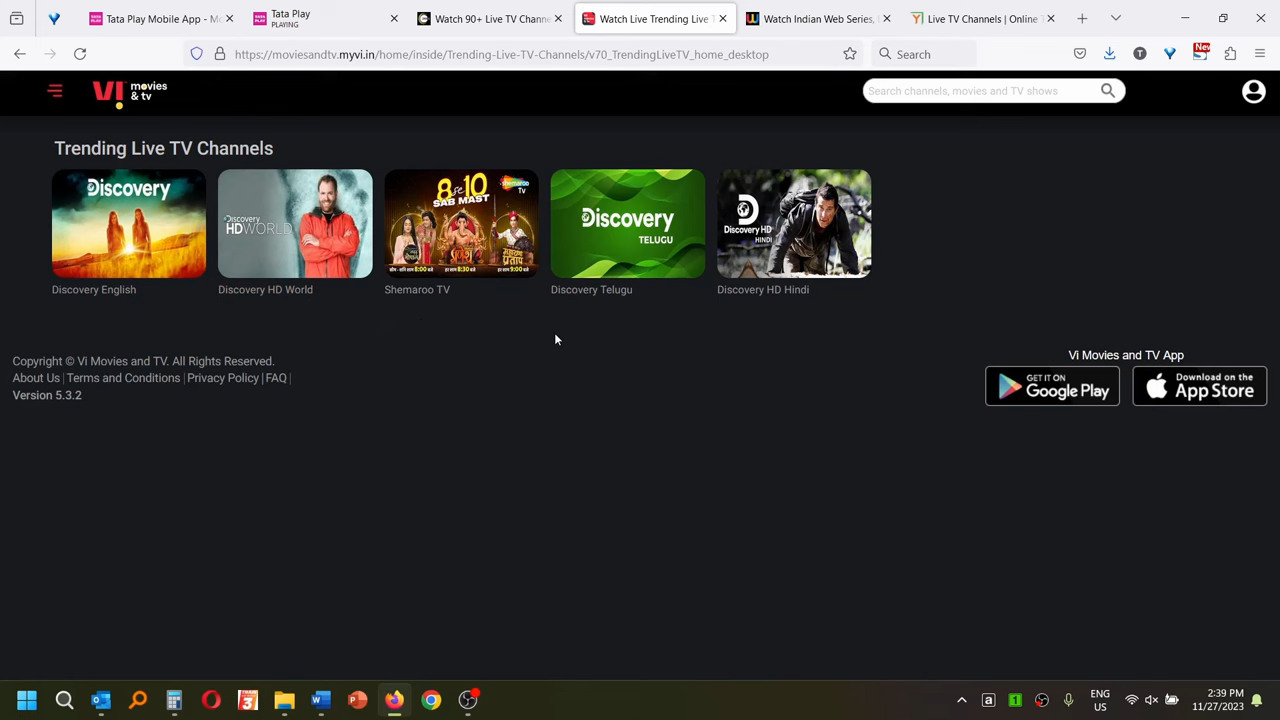 Tata Play Mobile App - Mo
Tata Play
PLAYING
Watch 90+ Live TV Channe
Watch Live Trending Live T
Watch Indian Web Series,
Live TV Channels | Online T
https://moviesandtv.myvi.in/home/inside/Trending-Live-TV-Channels/v70_TrendingLiveTV_home_desktop
Search
T
New
VI movies & tv
Search channels, movies and TV shows
Trending Live TV Channels
Discovery
Discovery HD WORLD
8 से 10
SAB MAST
shemaroo TV
Discovery
TELUGU
Discovery HD
HINDI
Discovery English
Discovery HD World
Shemaroo TV
Discovery Telugu
Discovery HD Hindi
Copyright © Vi Movies and TV. All Rights Reserved.
About Us | Terms and Conditions | Privacy Policy | FAQ |
Version 5.3.2
Vi Movies and TV App
GET IT ON
Google Play
Download on the
App Store
ENG
US
2:39 PM
11/27/2023